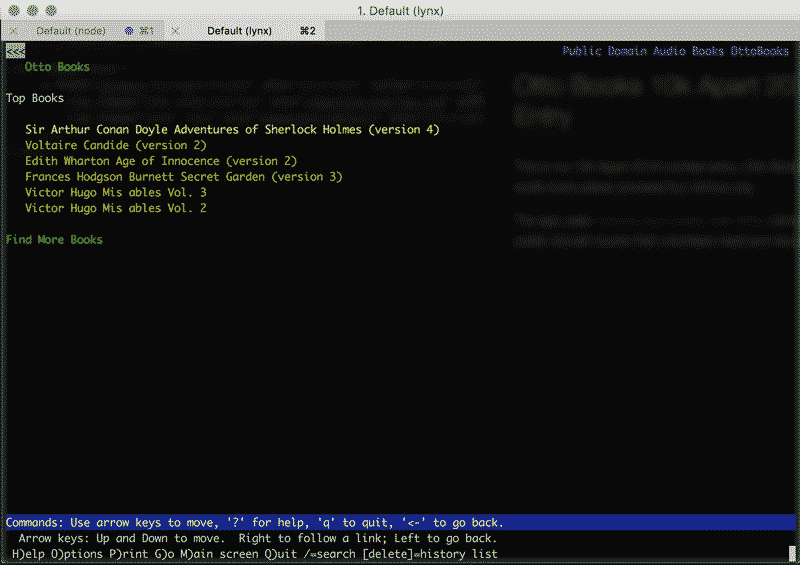 1. Default (lynx)
Default (node) ⌘1 Default (lynx) ⌘2
<< Public Domain Audio Books OttoBooks
Otto Books
Top Books
Sir Arthur Conan Doyle Adventures of Sherlock Holmes (version 4)
Voltaire Candide (version 2)
Edith Wharton Age of Innocence (version 2)
Frances Hodgson Burnett Secret Garden (version 3)
Victor Hugo Mis ables Vol. 3
Victor Hugo Mis ables Vol. 2
Find More Books
Commands: Use arrow keys to move, '?' for help, 'q' to quit, '<-' to go back.
Arrow keys: Up and Down to move. Right to follow a link; Left to go back.
H)elp O)ptions P)rint G)o M)ain screen Q)uit /=search [delete]=history list